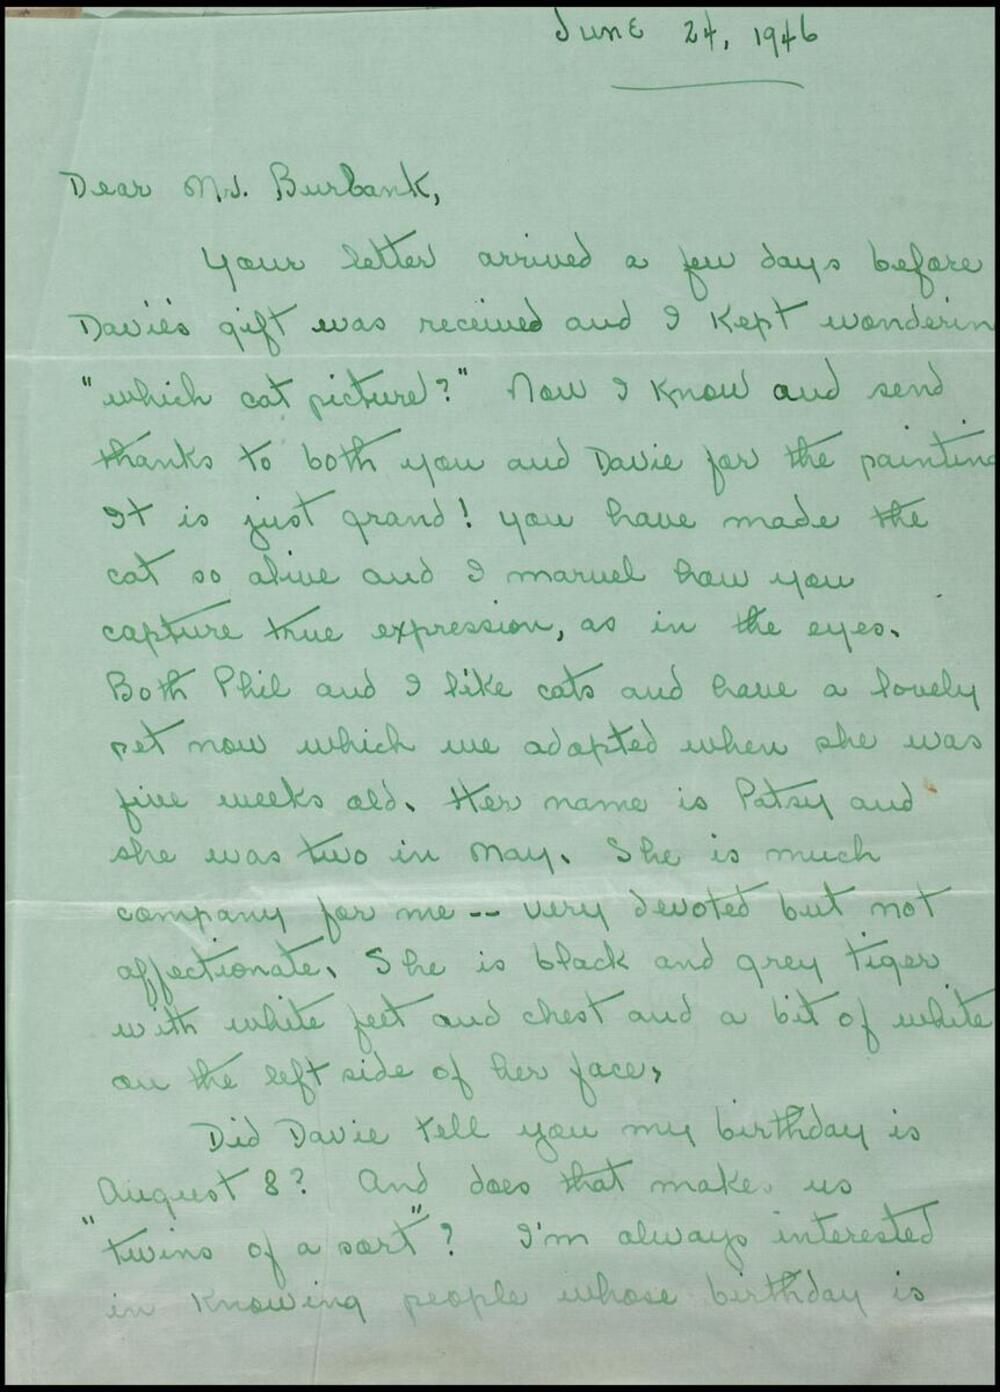 June 24, 1946
Dear Mr. Burbank,
Your letter arrived a few days before
Davie's gift was received and I kept wonderin
"which cat picture?" Now I know and send
thanks to both you and Davie for the painting
It is just grand! You have made the
cat so alive and I marvel how you
capture true expression, as in the eyes.
Both Phil and I like cats and have a lovely
pet now which we adopted when she was
five weeks old. Her name is Patsy and
she was two in May. She is much
company for me -- very devoted but not
affectionate. She is black and grey tiger
with white feet and chest and a bit of white
on the left side of her face.
Did Davie tell you my birthday is
August 8? And does that make us
"twins of a sort"? I'm always interested
in knowing people whose birthday is